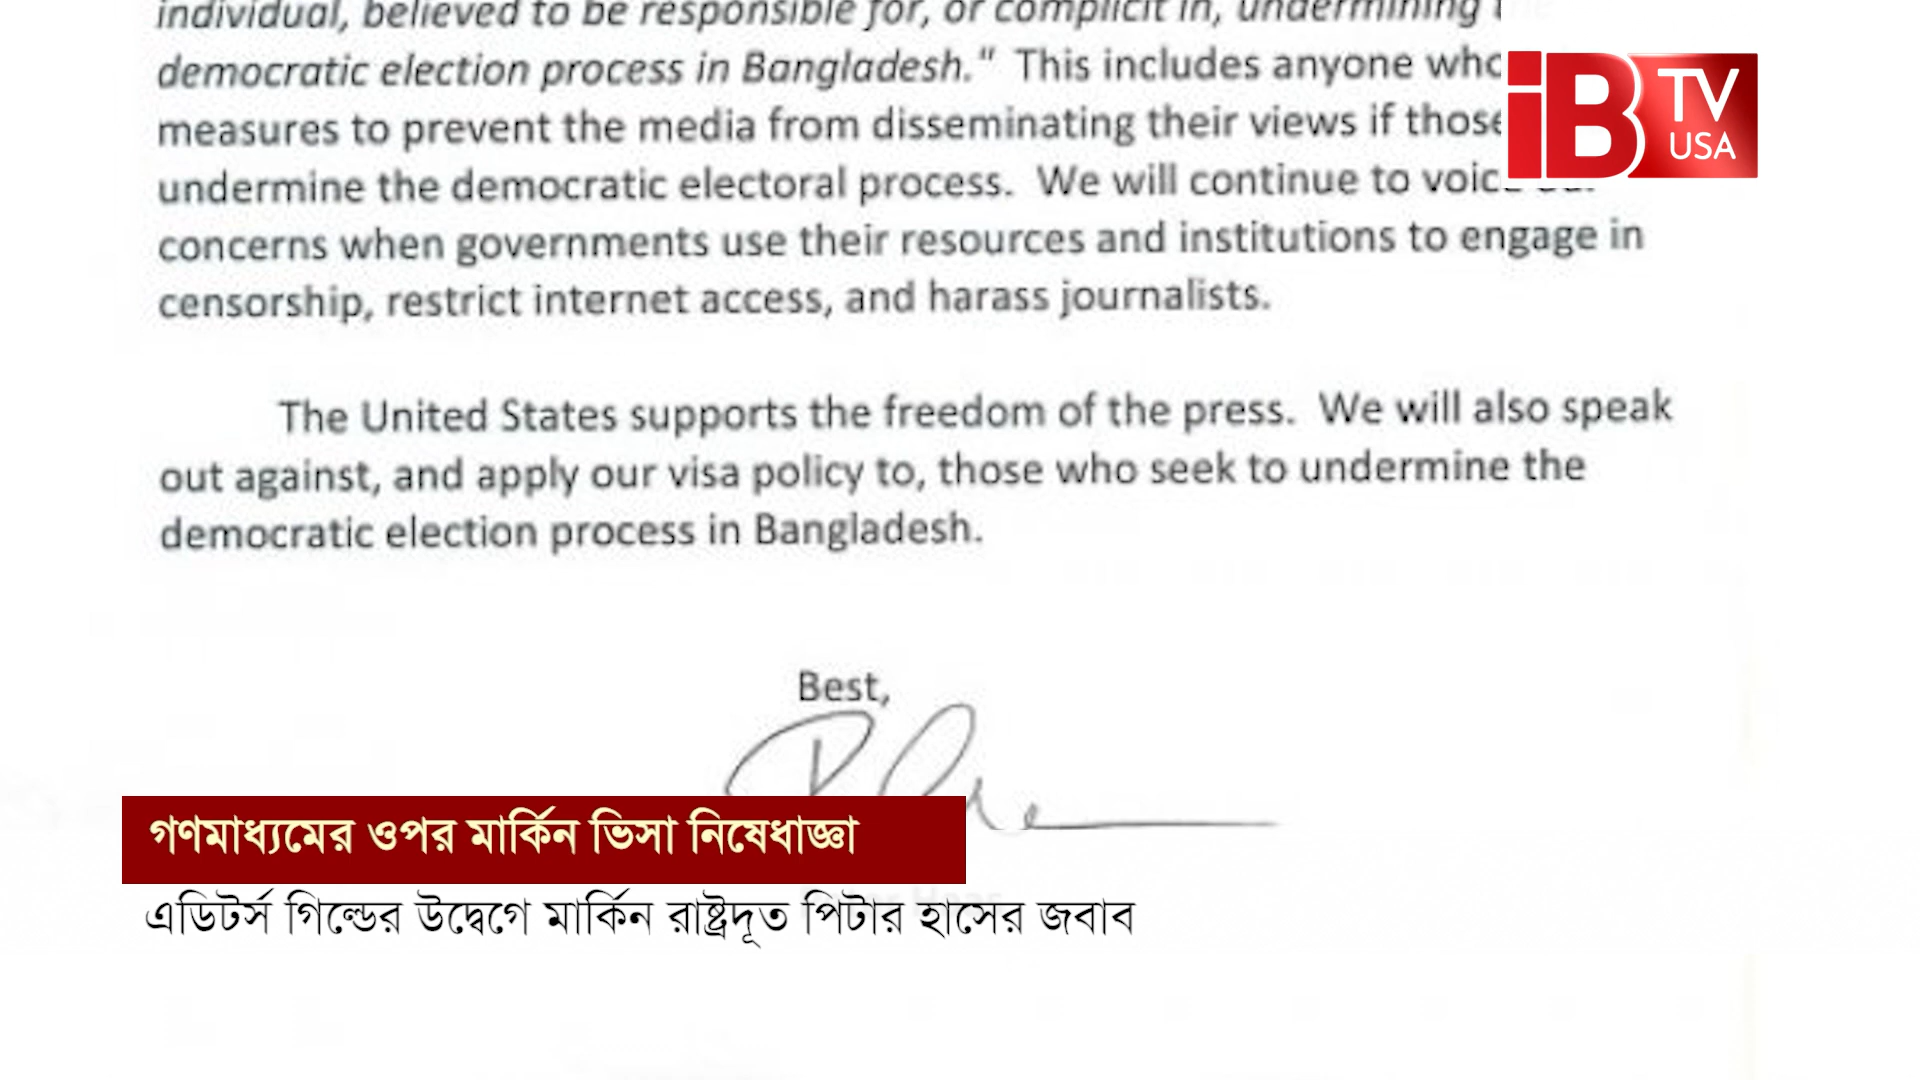 individual, believed to be responsible for, or complicit in, undermining
democratic election process in Bangladesh." This includes anyone who
measures to prevent the media from disseminating their views if those
undermine the democratic electoral process. We will continue to voice our
concerns when governments use their resources and institutions to engage in
censorship, restrict internet access, and harass journalists.
The United States supports the freedom of the press. We will also speak
out against, and apply our visa policy to, those who seek to undermine the
democratic election process in Bangladesh.
Best,
গণমাধ্যমের ওপর মার্কিন ভিসা নিষেধাজ্ঞা
এডিটর্স গিল্ডের উদ্বেগে মার্কিন রাষ্ট্রদূত পিটার হাসের জবাব
iB TV
USA